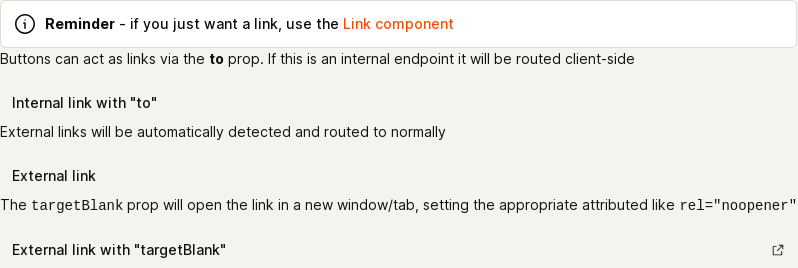 Reminder - if you just want a link, use the Link component
Buttons can act as links via the to prop. If this is an internal endpoint it will be routed client-side
Internal link with "to"
External links will be automatically detected and routed to normally
External link
The targetBlank prop will open the link in a new window/tab, setting the appropriate attributed like rel="noopener"
External link with "targetBlank"